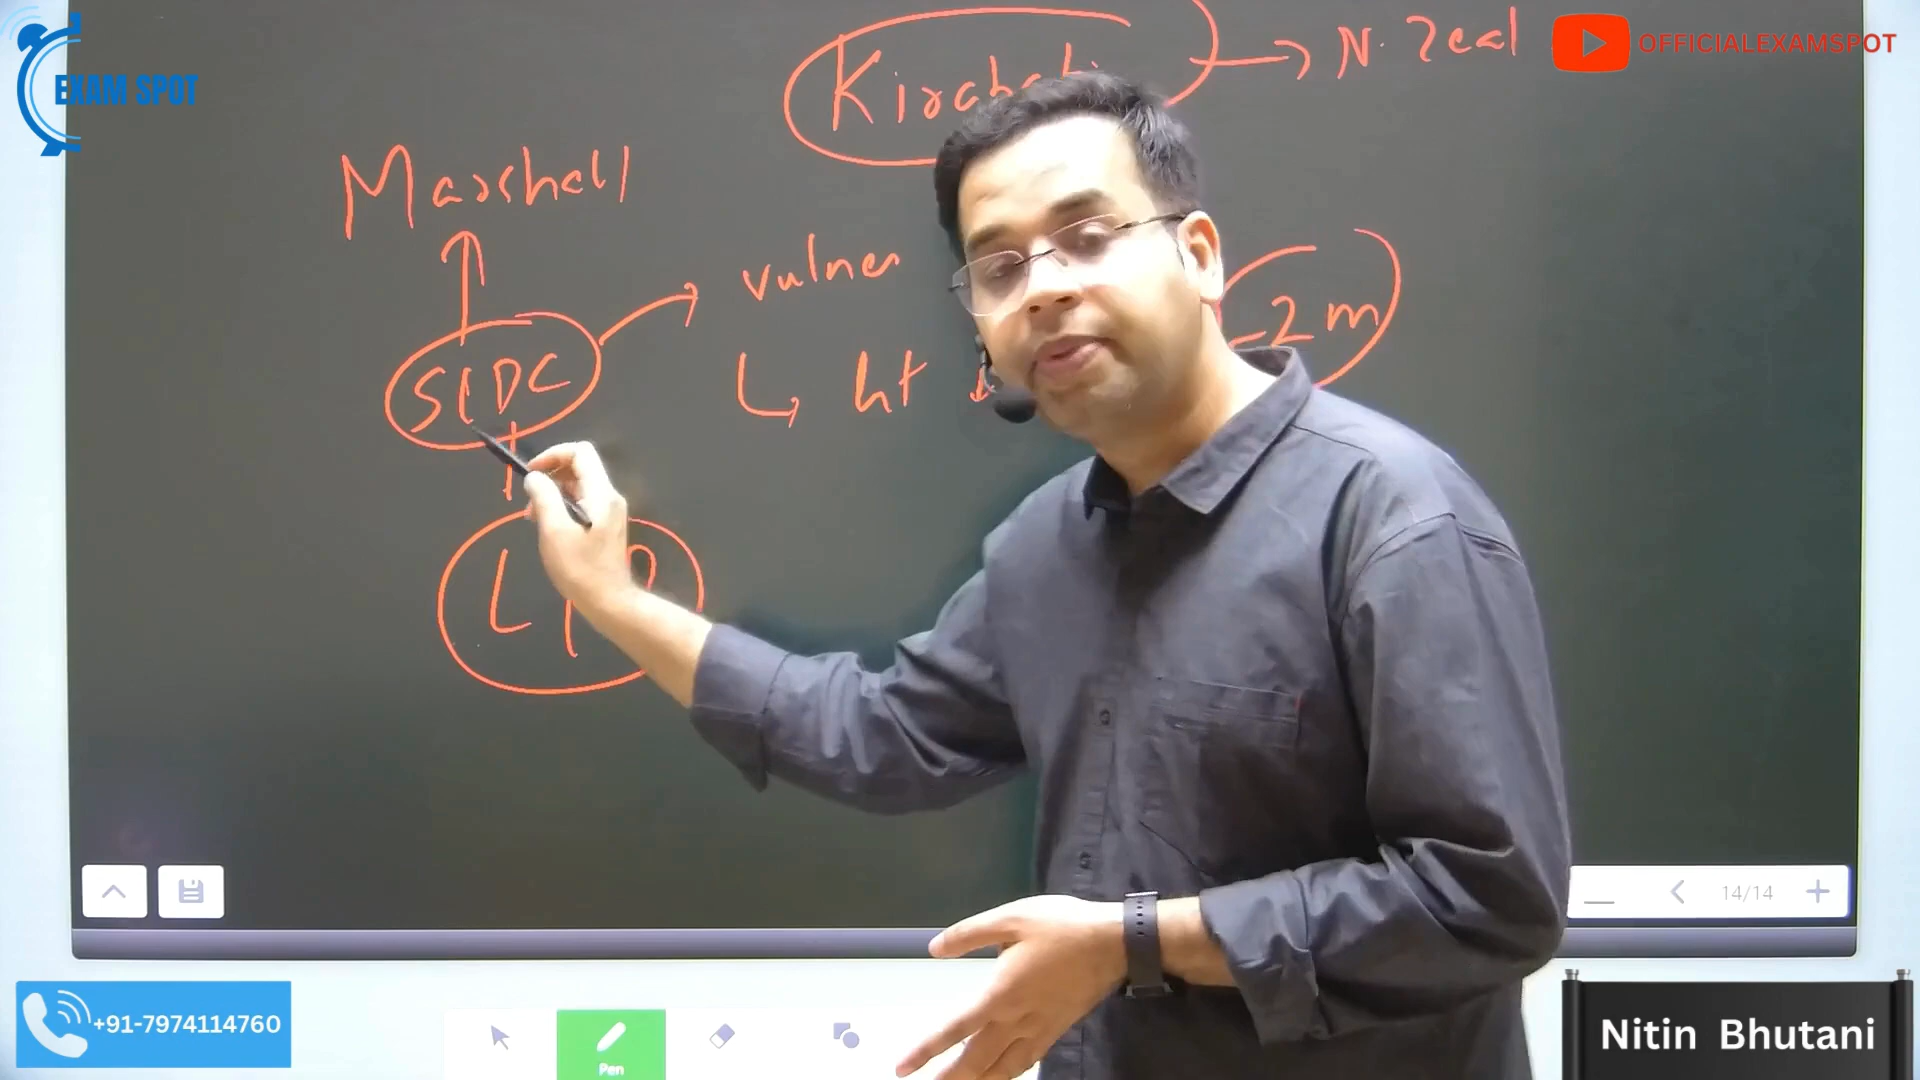 EXAM SPOT
OFFICIALEXAMSPOT
N. Zeal
Marshall
vulner
SIDC
ht
-2m
14/14
+91-7974114760
Pen
Nitin Bhutani